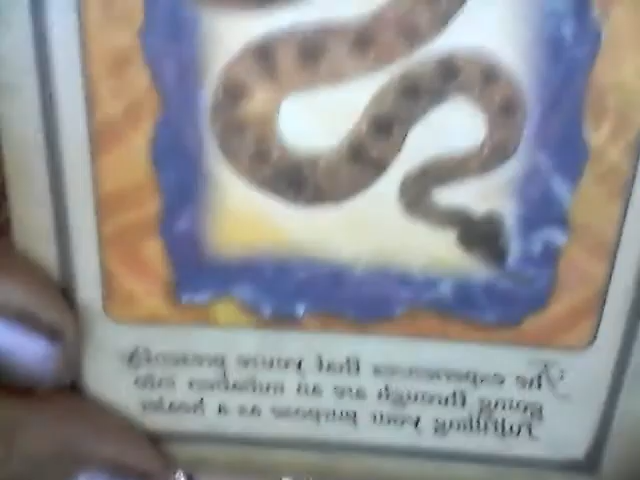 The experiences that you're presently
going through are an initiation into
fulfilling your purpose as a healer